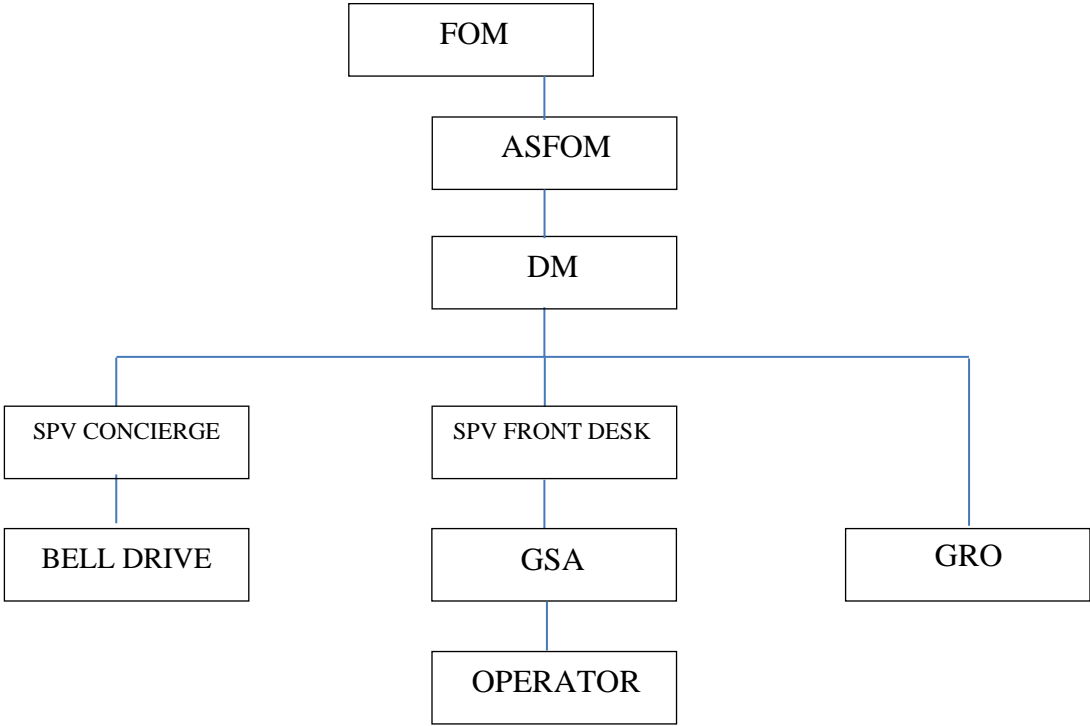 FOM
ASFOM
DM
SPV CONCIERGE
SPV FRONT DESK
BELL DRIVE
GSA
GRO
OPERATOR